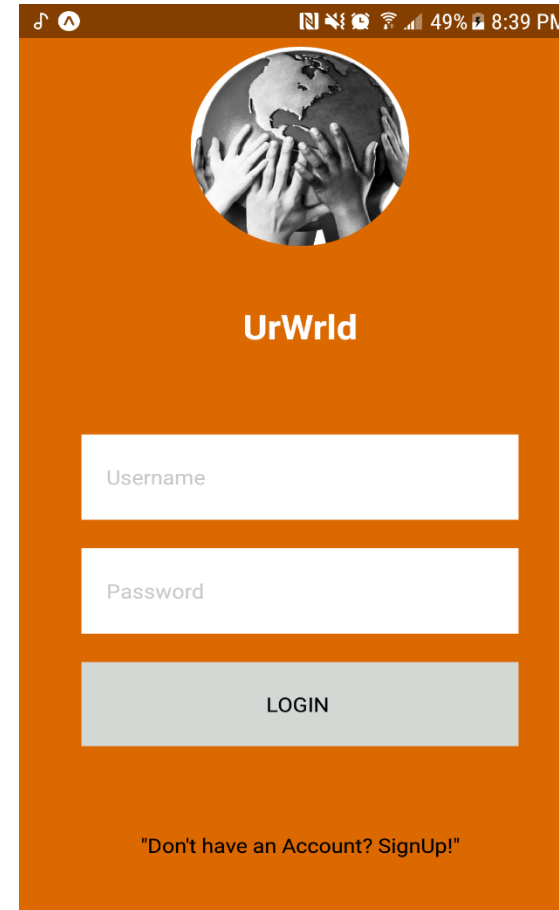 49% 8:39 PM
UrWrld
Username
Password
LOGIN
"Don't have an Account? SignUp!"